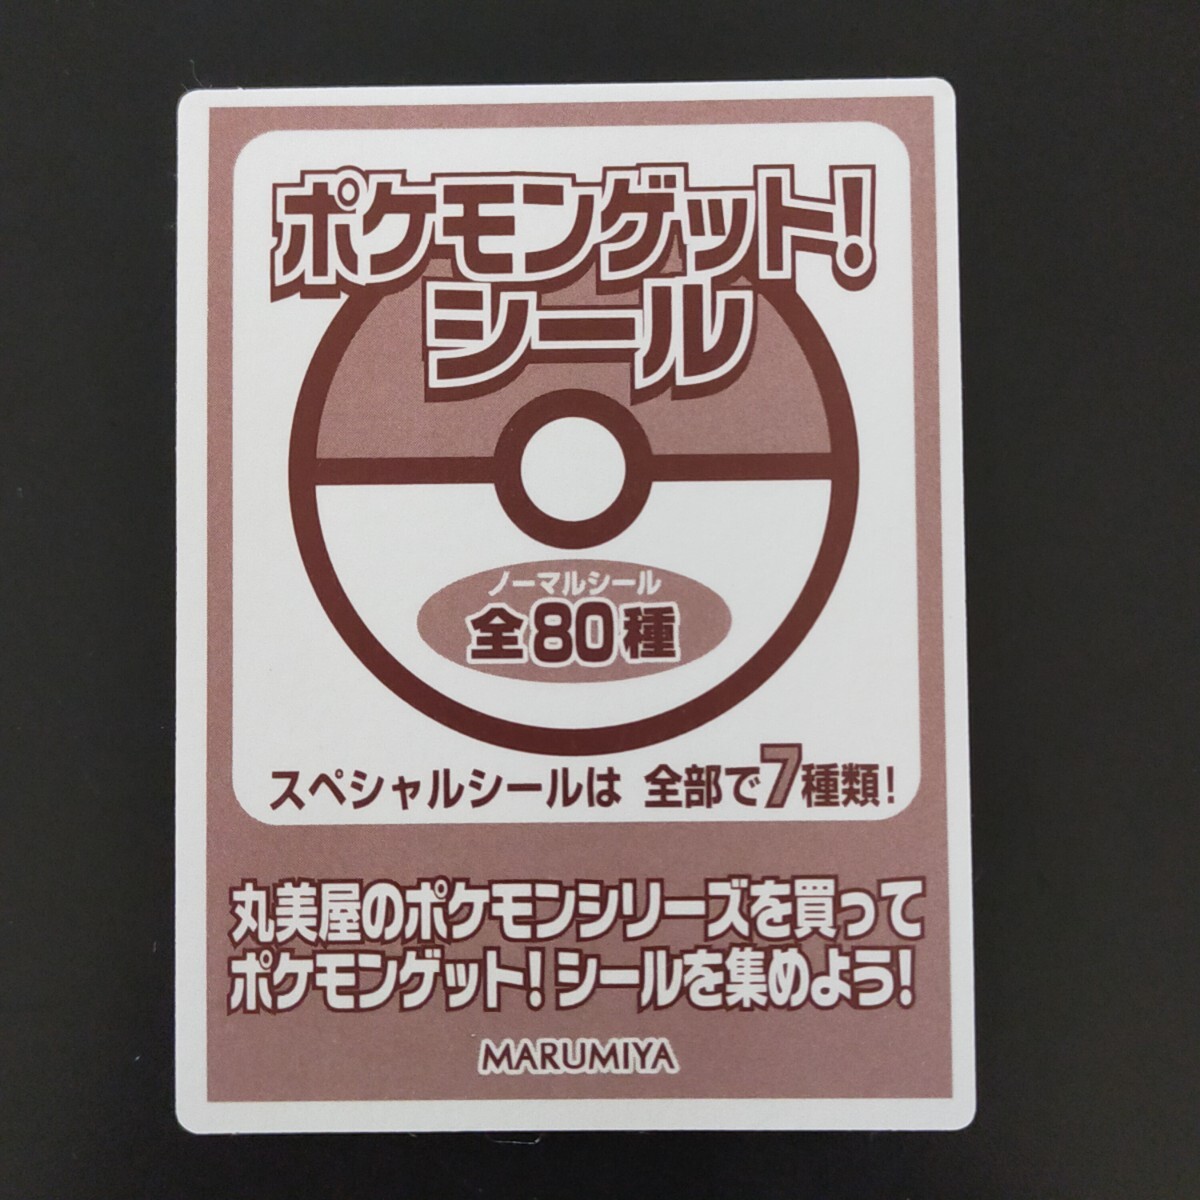 ポケモンゲット!
シール
ノーマルシール
全80種
スペシャルシールは 全部で7種類!
丸美屋のポケモンシリーズを買って
ポケモンゲット! シールを集めよう!
MARUMIYA